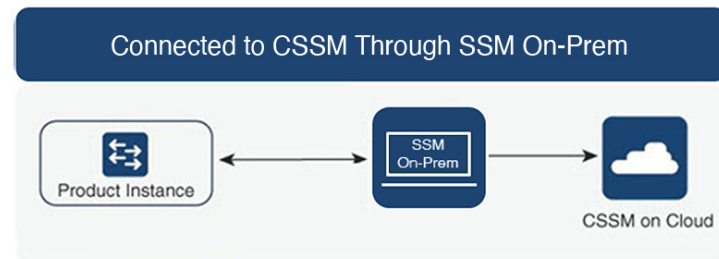 Connected to CSSM Through SSM On-Prem
Product Instance
SSM
On-Prem
CSSM on Cloud